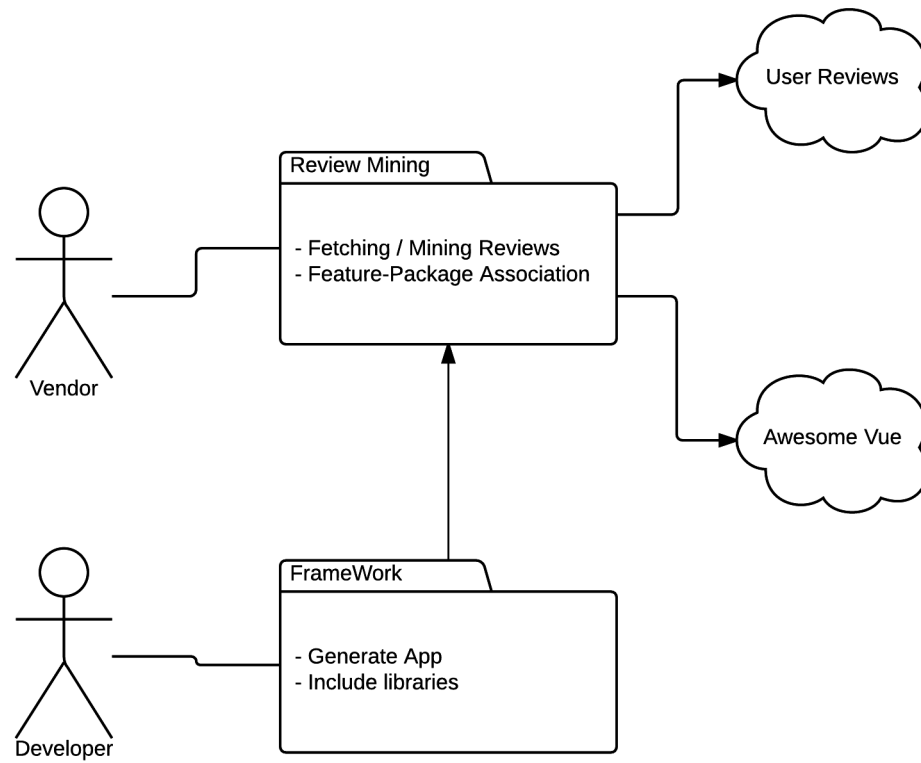 User Reviews
Review Mining
- Fetching / Mining Reviews
- Feature-Package Association
Vendor
Awesome Vue
FrameWork
- Generate App
- Include libraries
Developer